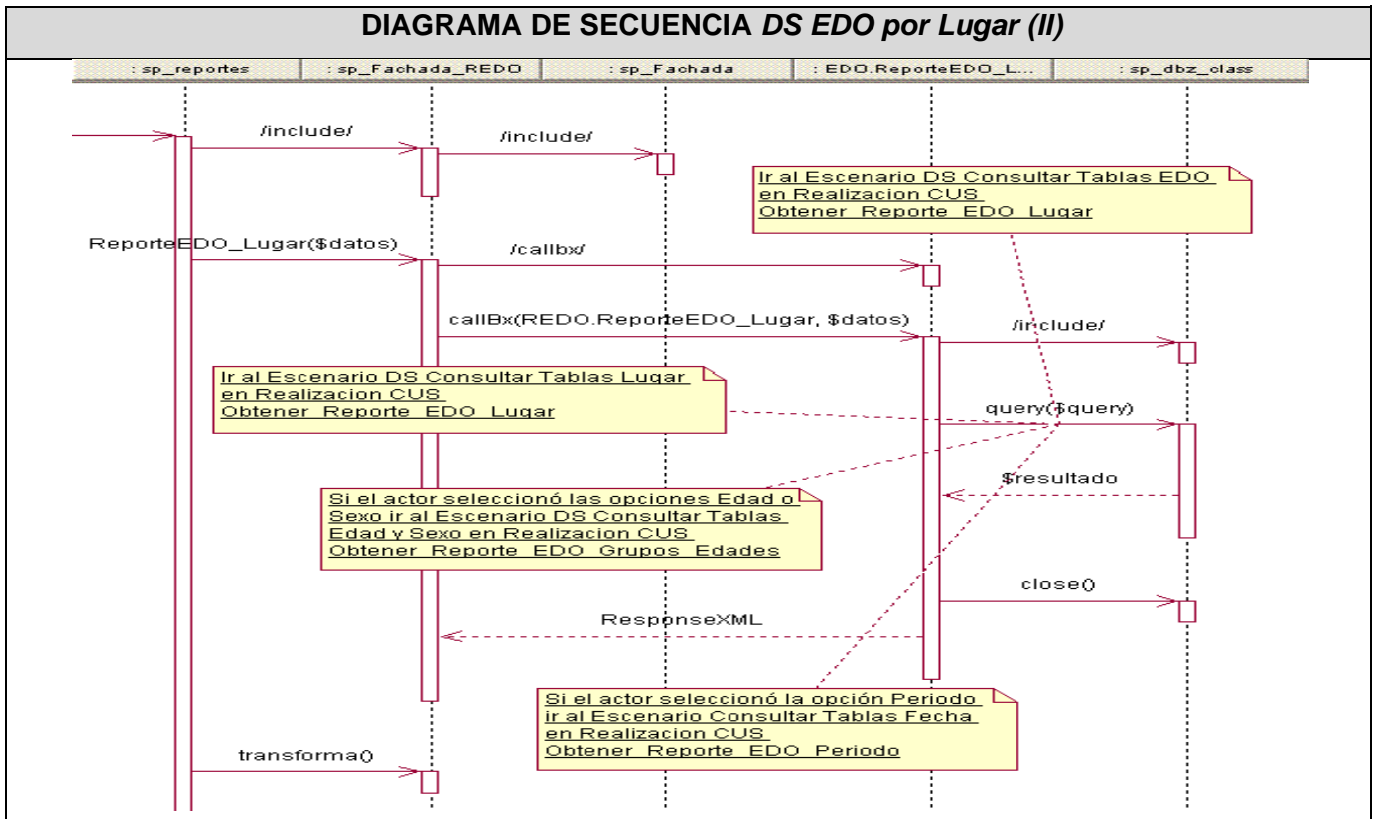 DIAGRAMA DE SECUENCIA DS EDO por Lugar (II)
: sp_reportes
: sp_Fachada_REDO
: sp_Fachada
: EDO.ReporteEDO_L...
: sp_dbz_class
/include/
/include/
Ir al Escenario DS Consultar Tablas EDO
en Realizacion CUS
Obtener_Reporte_EDO_Lugar
ReporteEDO_Lugar($datos)
/callbx/
callBx(REDO.ReporteEDO_Lugar, $datos)
/include/
Ir al Escenario DS Consultar Tablas Lugar
en Realizacion CUS
Obtener_Reporte_EDO_Lugar
query($query)
$resultado
Si el actor seleccionó las opciones Edad o
Sexo ir al Escenario DS Consultar Tablas
Edad y Sexo en Realizacion CUS
Obtener_Reporte_EDO_Grupos_Edades
close()
ResponseXML
Si el actor seleccionó la opción Periodo
ir al Escenario Consultar Tablas Fecha
en Realizacion CUS
Obtener_Reporte_EDO_Periodo
transforma()